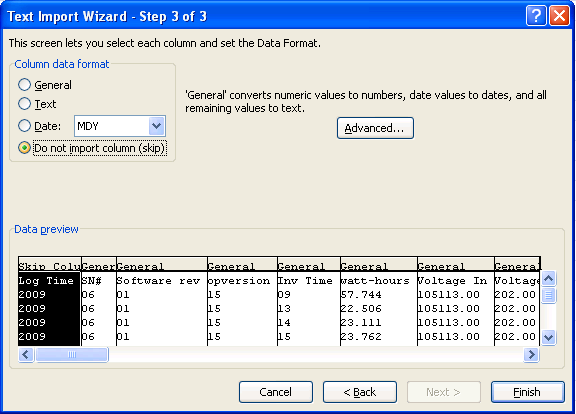 Text Import Wizard - Step 3 of 3
This screen lets you select each column and set the Data Format.
Column data format
General
Text
Date: MDY
Do not import column (skip)
'General' converts numeric values to numbers, date values to dates, and all
remaining values to text.
Advanced...
Data preview
Skip Colu Gener General General General General General General
Log Time SN# Software rev opversion Inv Time watt-hours Voltage In Voltage
2009 06 01 15 09 57.744 105113.00 202.00
2009 06 01 15 13 22.506 105113.00 202.00
2009 06 01 15 14 23.111 105113.00 202.00
2009 06 01 15 15 23.762 105113.00 202.00
Cancel < Back Next > Finish